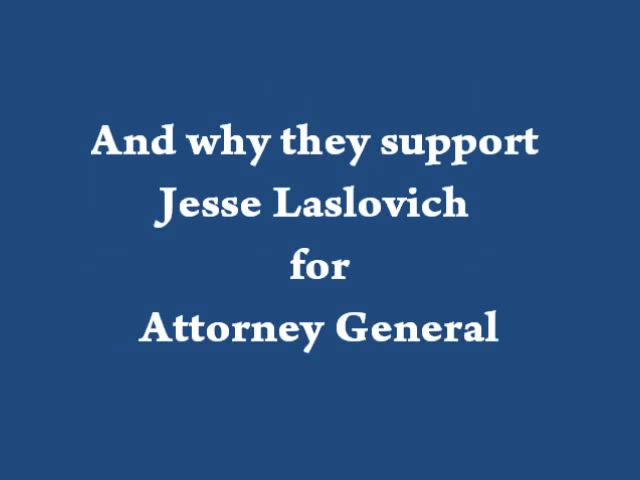 And why they support
Jesse Laslovich
for
Attorney General